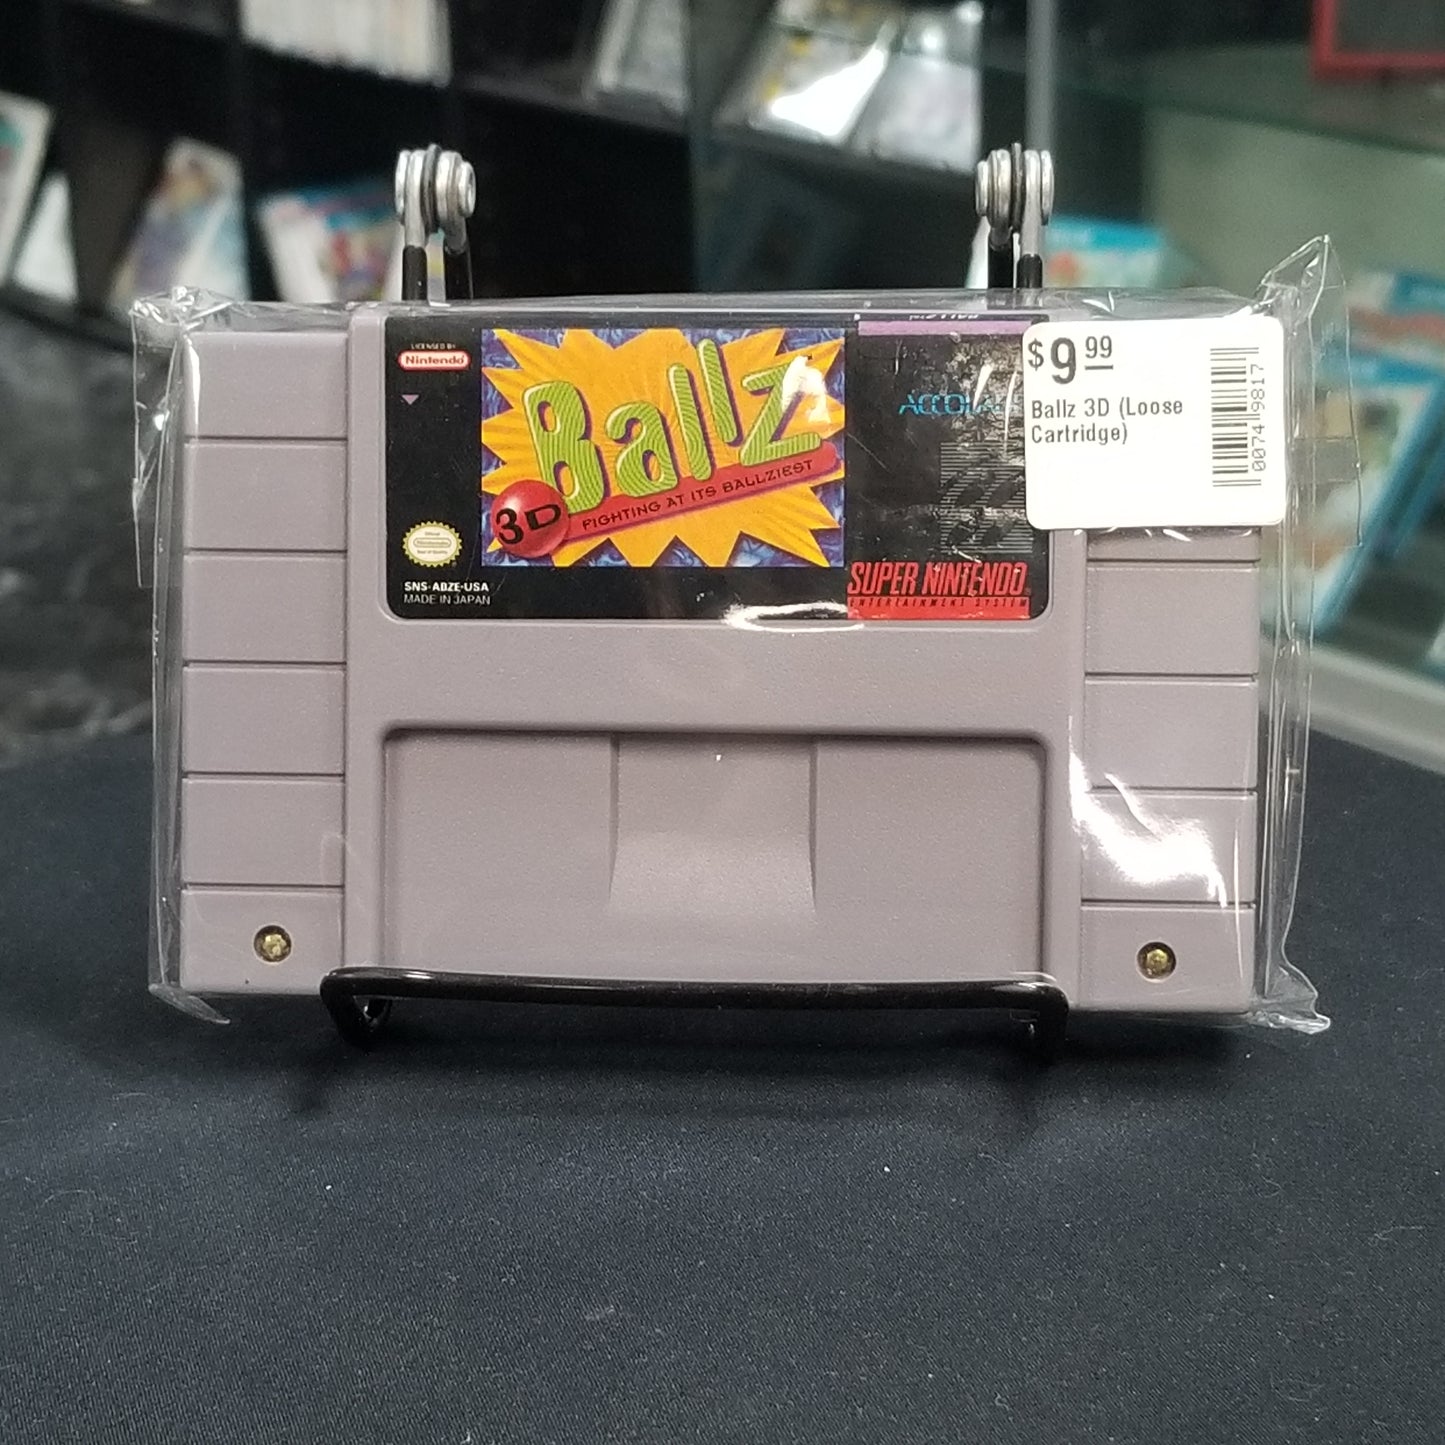 LICENSED BY
Nintendo
Ballz
3D
FIGHTING AT ITS BALLZIEST
SNS-ABZE-USA
MADE IN JAPAN
SUPER NINTENDO
ENTERTAINMENT SYSTEM
$9.99
Ballz 3D (Loose
Cartridge)
00749817